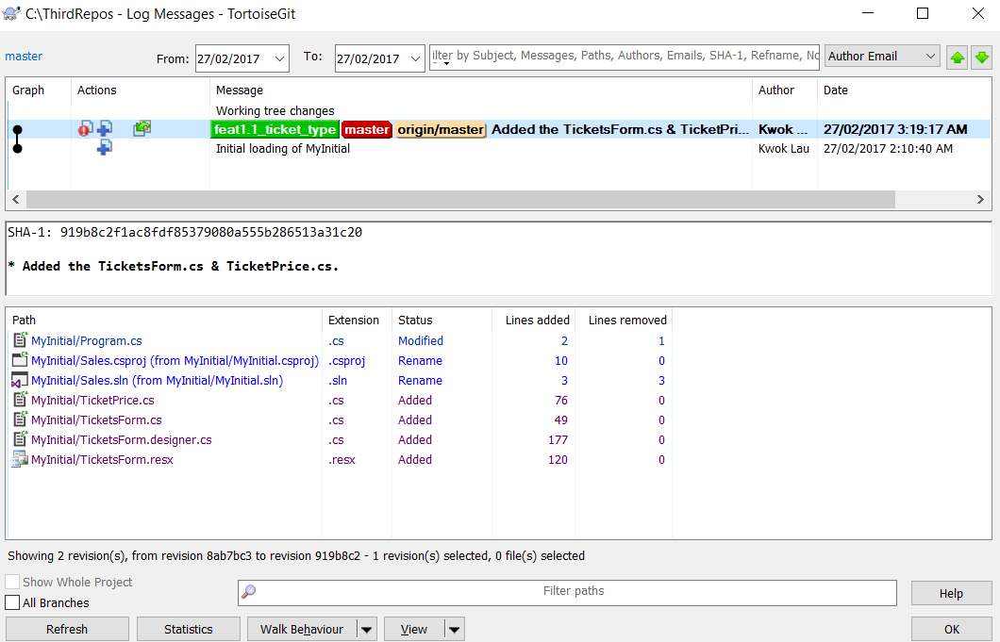 C:\ThirdRepos - Log Messages - TortoiseGit
master From: 27/02/2017 To: 27/02/2017 ilter by Subject, Messages, Paths, Authors, Emails, SHA-1, Refname, No Author Email
Graph Actions Message Author Date
Working tree changes
feat1.1_ticket_type master origin/master Added the TicketsForm.cs & TicketPri... Kwok ... 27/02/2017 3:19:17 AM
Initial loading of MyInitial Kwok Lau 27/02/2017 2:10:40 AM
SHA-1: 919b8c2f1ac8fdf85379080a555b286513a31c20
* Added the TicketsForm.cs & TicketPrice.cs.
Path Extension Status Lines added Lines removed
MyInitial/Program.cs .cs Modified 2 1
MyInitial/Sales.csproj (from MyInitial/MyInitial.csproj) .csproj Rename 10 0
MyInitial/Sales.sln (from MyInitial/MyInitial.sln) .sln Rename 3 3
MyInitial/TicketPrice.cs .cs Added 76 0
MyInitial/TicketsForm.cs .cs Added 49 0
MyInitial/TicketsForm.designer.cs .cs Added 177 0
MyInitial/TicketsForm.resx .resx Added 120 0
Showing 2 revision(s), from revision 8ab7bc3 to revision 919b8c2 - 1 revision(s) selected, 0 file(s) selected
Show Whole Project
Filter paths
Help
All Branches
Refresh Statistics Walk Behaviour View OK